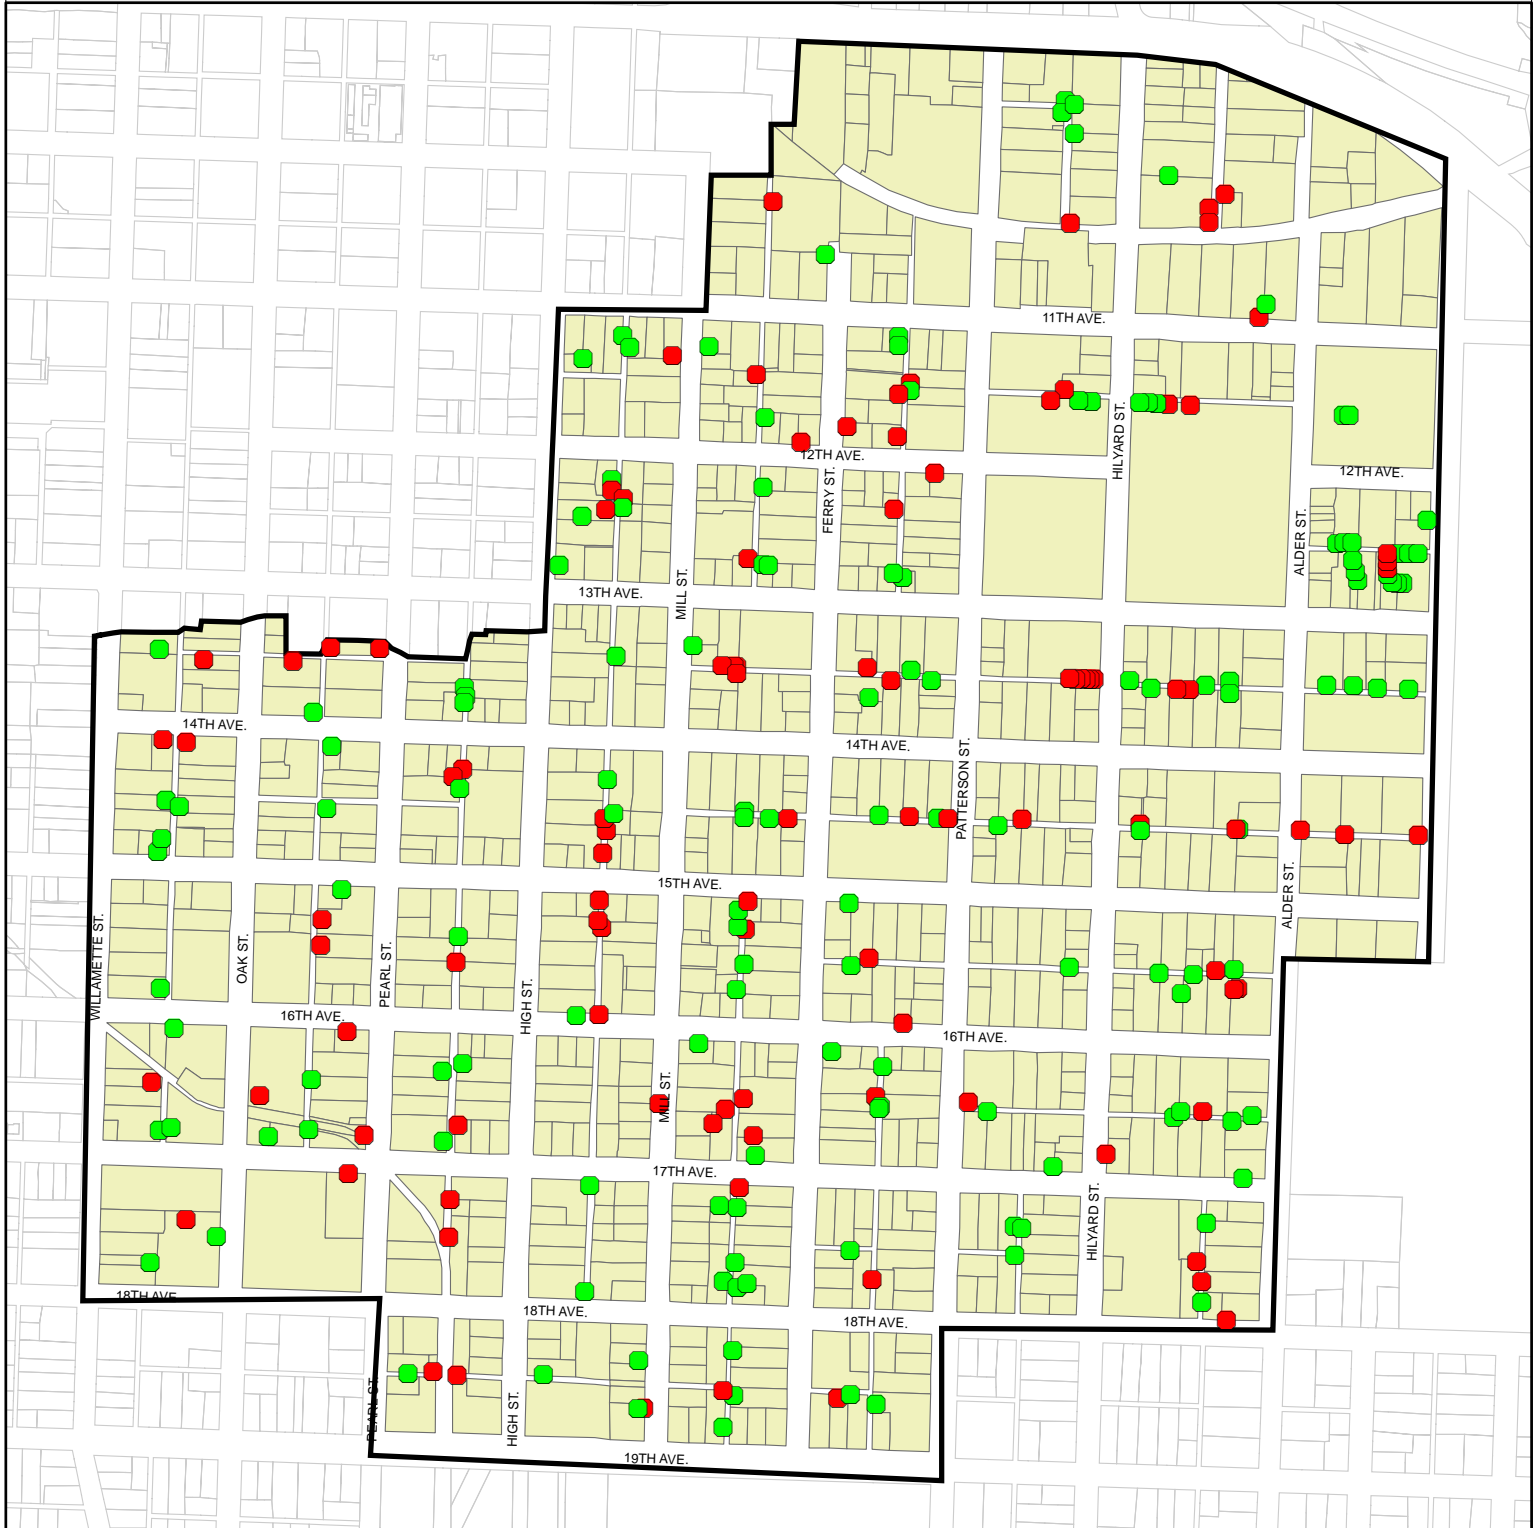 11TH AVE.
HILYARD ST.
12TH AVE.
12TH AVE.
FERRY ST.
ALDER ST.
MILL ST.
13TH AVE.
14TH AVE.
14TH AVE.
PATTERSON ST.
15TH AVE.
ALDER ST.
WILLAMETTE ST.
OAK ST.
PEARL ST.
HIGH ST.
16TH AVE.
16TH AVE.
MILL ST.
17TH AVE.
HILYARD ST.
18TH AVE
18TH AVE.
18TH AVE.
PEARL ST.
HIGH ST.
19TH AVE.